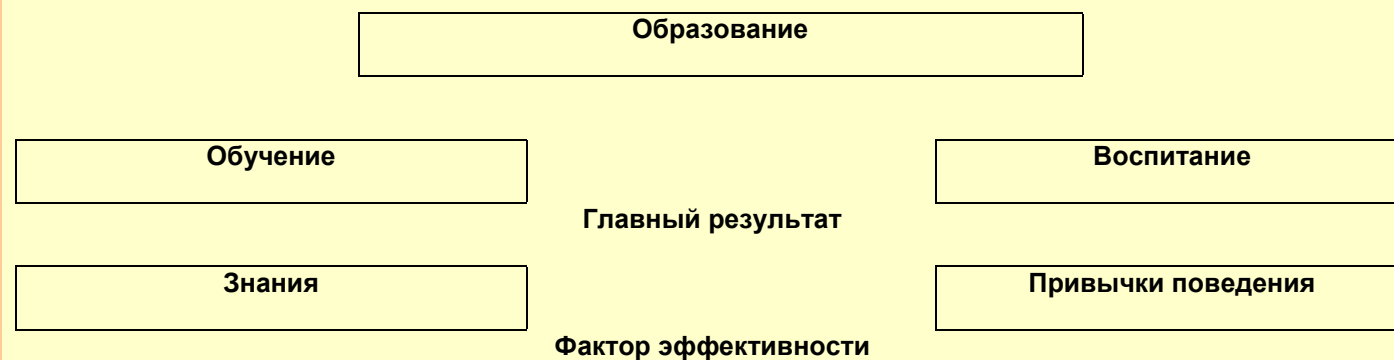 Образование
Обучение
Воспитание
Главный результат
Знания
Привычки поведения
Фактор эффективности